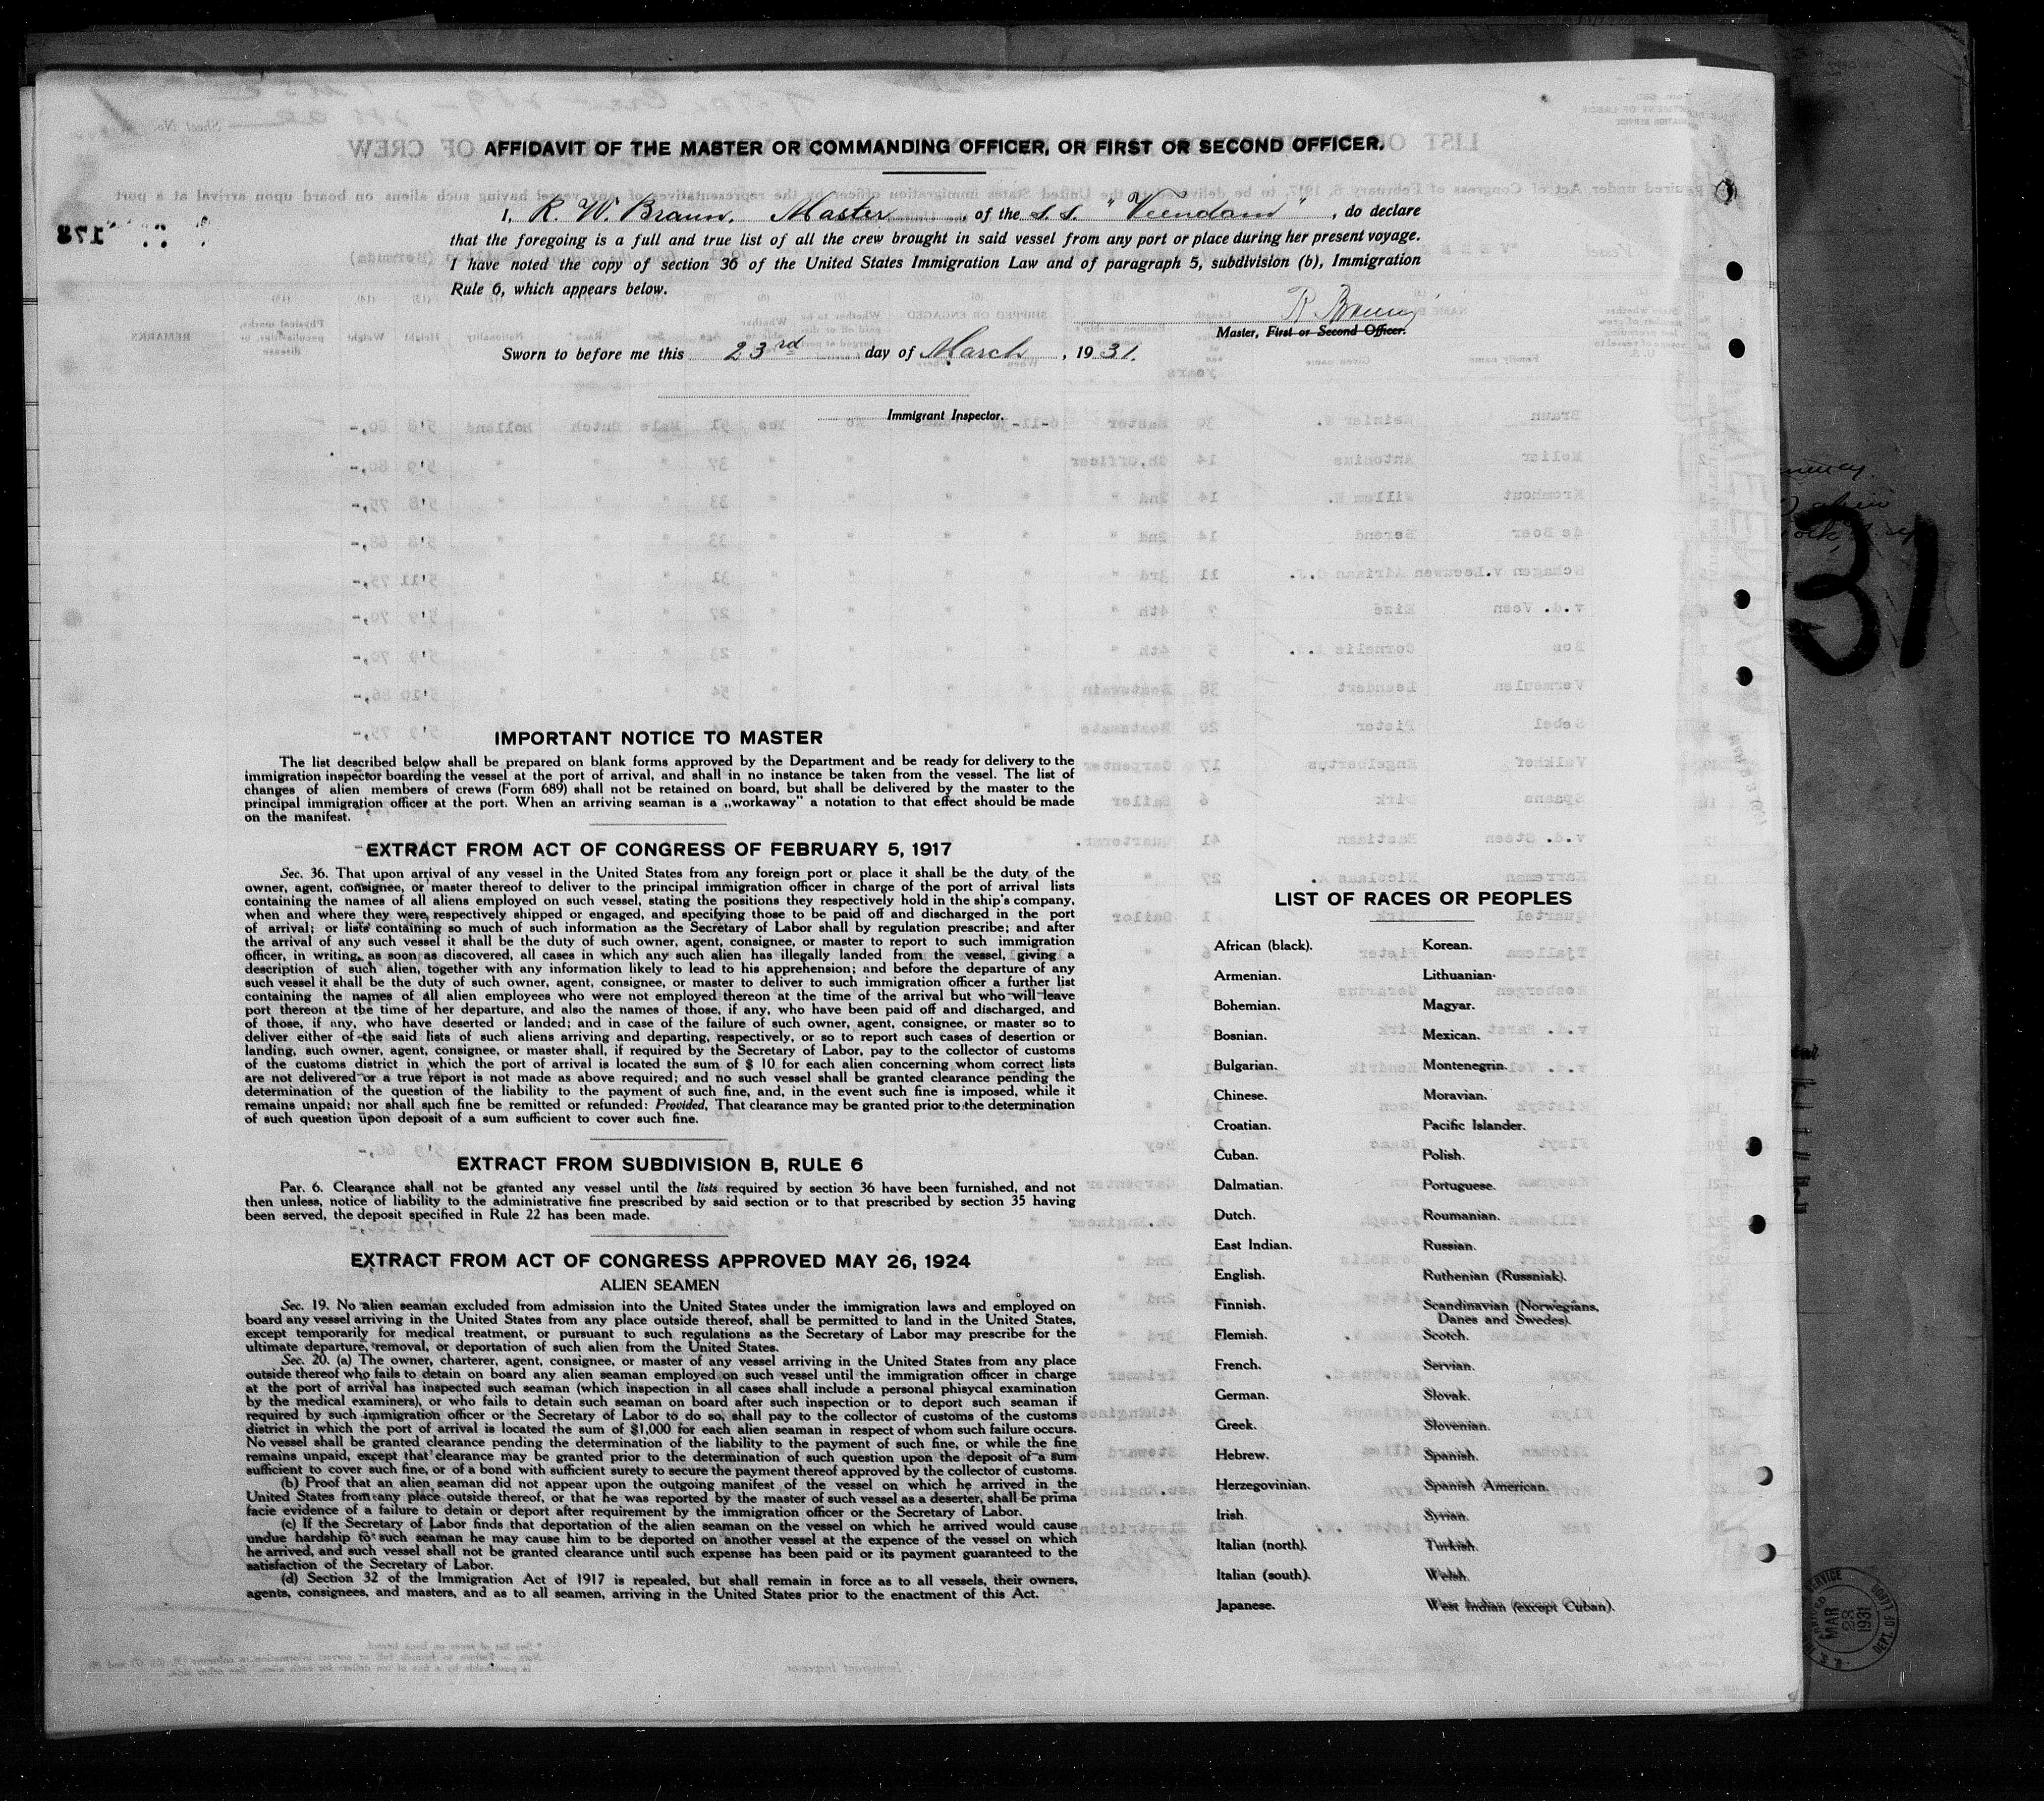 AFFIDAVIT OF THE MASTER OR COMMANDING OFFICER, OR FIRST OR SECOND OFFICER.
I, R. W. Braun, Master, of the s.s. "Veendam", do declare
that the foregoing is a full and true list of all the crew brought in said vessel from any port or place during her present voyage.
I have noted the copy of section 36 of the United States Immigration Law and of paragraph 5, subdivision (b), Immigration
Rule 6, which appears below.
R Braun
Master, First or Second Officer.
Sworn to before me this 23rd day of March, 1931.
Immigrant Inspector.
31
IMPORTANT NOTICE TO MASTER
The list described below shall be prepared on blank forms approved by the Department and be ready for delivery to the
immigration inspector boarding the vessel at the port of arrival, and shall in no instance be taken from the vessel. The list of
changes of alien members of crews (Form 689) shall not be retained on board, but shall be delivered by the master to the
principal immigration officer at the port. When an arriving seaman is a „workaway" a notation to that effect should be made
on the manifest.
EXTRACT FROM ACT OF CONGRESS OF FEBRUARY 5, 1917
Sec. 36. That upon arrival of any vessel in the United States from any foreign port or place it shall be the duty of the
owner, agent, consignee, or master thereof to deliver to the principal immigration officer in charge of the port of arrival lists
containing the names of all aliens employed on such vessel, stating the positions they respectively hold in the ship's company,
when and where they were respectively shipped or engaged, and specifying those to be paid off and discharged in the port
of arrival; or lists containing so much of such information as the Secretary of Labor shall by regulation prescribe; and after
the arrival of any such vessel it shall be the duty of such owner, agent, consignee, or master to report to such immigration
officer, in writing, as soon as discovered, all cases in which any such alien has illegally landed from the vessel, giving a
description of such alien, together with any information likely to lead to his apprehension; and before the departure of any
such vessel it shall be the duty of such owner, agent, consignee, or master to deliver to such immigration officer a further list
containing the names of all alien employees who were not employed thereon at the time of the arrival but who will leave
port thereon at the time of her departure, and also the names of those, if any, who have been paid off and discharged, and
of those, if any, who have deserted or landed; and in case of the failure of such owner, agent, consignee, or master so to
deliver either of the said lists of such aliens arriving and departing, respectively, or so to report such cases of desertion or
landing, such owner, agent, consignee, or master shall, if required by the Secretary of Labor, pay to the collector of customs
of the customs district in which the port of arrival is located the sum of $ 10 for each alien concerning whom correct lists
are not delivered or a true report is not made as above required; and no such vessel shall be granted clearance pending the
determination of the question of the liability to the payment of such fine, and, in the event such fine is imposed, while it
remains unpaid; nor shall such fine be remitted or refunded: Provided, That clearance may be granted prior to the determination
of such question upon deposit of a sum sufficient to cover such fine.
EXTRACT FROM SUBDIVISION B, RULE 6
Par. 6. Clearance shall not be granted any vessel until the lists required by section 36 have been furnished, and not
then unless, notice of liability to the administrative fine prescribed by said section or to that prescribed by section 35 having
been served, the deposit specified in Rule 22 has been made.
EXTRACT FROM ACT OF CONGRESS APPROVED MAY 26, 1924
ALIEN SEAMEN
Sec. 19. No alien seaman excluded from admission into the United States under the immigration laws and employed on
board any vessel arriving in the United States from any place outside thereof, shall be permitted to land in the United States,
except temporarily for medical treatment, or pursuant to such regulations as the Secretary of Labor may prescribe for the
ultimate departure, removal, or deportation of such alien from the United States.
Sec. 20. (a) The owner, charterer, agent, consignee, or master of any vessel arriving in the United States from any place
outside thereof who fails to detain on board any alien seaman employed on such vessel until the immigration officer in charge
at the port of arrival has inspected such seaman (which inspection in all cases shall include a personal phisycal examination
by the medical examiners), or who fails to detain such seaman on board after such inspection or to deport such seaman if
required by such immigration officer or the Secretary of Labor to do so, shall pay to the collector of customs of the customs
district in which the port of arrival is located the sum of $1,000 for each alien seaman in respect of whom such failure occurs.
No vessel shall be granted clearance pending the determination of the liability to the payment of such fine, or while the fine
remains unpaid, except that clearance may be granted prior to the determination of such question upon the deposit of a sum
sufficient to cover such fine, or of a bond with sufficient surety to secure the payment thereof approved by the collector of customs.
(b) Proof that an alien seaman did not appear upon the outgoing manifest of the vessel on which he arrived in the
United States from any place outside thereof, or that he was reported by the master of such vessel as a deserter, shall be prima
facie evidence of a failure to detain or deport after requirement by the immigration officer or the Secretary of Labor.
(c) If the Secretary of Labor finds that deportation of the alien seaman on the vessel on which he arrived would cause
undue hardship to such seaman he may cause him to be deported on another vessel at the expence of the vessel on which
he arrived, and such vessel shall not be granted clearance until such expense has been paid or its payment guaranteed to the
satisfaction of the Secretary of Labor.
(d) Section 32 of the Immigration Act of 1917 is repealed, but shall remain in force as to all vessels, their owners,
agents, consignees, and masters, and as to all seamen, arriving in the United States prior to the enactment of this Act.
LIST OF RACES OR PEOPLES
African (black).
Armenian.
Bohemian.
Bosnian.
Bulgarian.
Chinese.
Croatian.
Cuban.
Dalmatian.
Dutch.
East Indian.
English.
Finnish.
Flemish.
French.
German.
Greek.
Hebrew.
Herzegovinian.
Irish.
Italian (north).
Italian (south).
Japanese.
Korean.
Lithuanian.
Magyar.
Mexican.
Montenegrin.
Moravian.
Pacific Islander.
Polish.
Portuguese.
Roumanian.
Russian.
Ruthenian (Russniak).
Scandinavian (Norwegians,
Danes and Swedes).
Scotch.
Servian.
Slovak.
Slovenian.
Spanish.
Spanish American.
Syrian.
Turkish.
Welsh.
West Indian (except Cuban).
MAR
23
1931
DEPT. OF LABOR